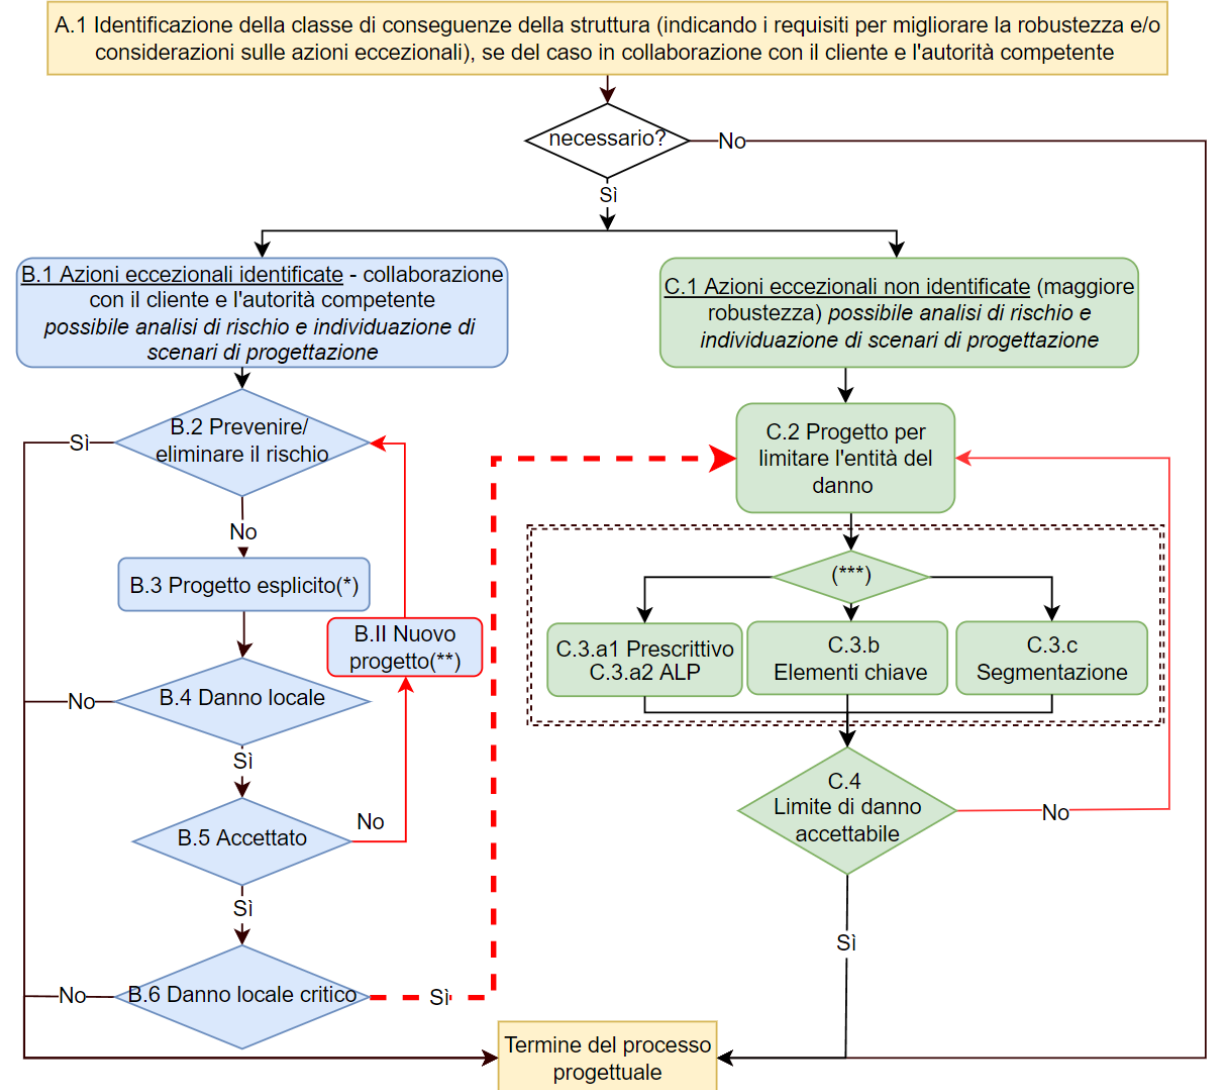 A.1 Identificazione della classe di conseguenze della struttura (indicando i requisiti per migliorare la robustezza e/o
considerazioni sulle azioni eccezionali), se del caso in collaborazione con il cliente e l'autorità competente
necessario?
No
Sì
B.1 Azioni eccezionali identificate - collaborazione
con il cliente e l'autorità competente
possibile analisi di rischio e individuazione di
scenari di progettazione
C.1 Azioni eccezionali non identificate (maggiore
robustezza) possibile analisi di rischio e
individuazione di scenari di progettazione
B.2 Prevenire/
eliminare il rischio
Sì
No
B.3 Progetto esplicito(*)
B.II Nuovo
progetto(**)
B.4 Danno locale
No
Sì
B.5 Accettato
No
Sì
B.6 Danno locale critico
No
Sì
C.2 Progetto per
limitare l'entità del
danno
(***)
C.3.a1 Prescrittivo
C.3.a2 ALP
C.3.b
Elementi chiave
C.3.c
Segmentazione
C.4
Limite di danno
accettabile
No
Sì
Termine del processo
progettuale